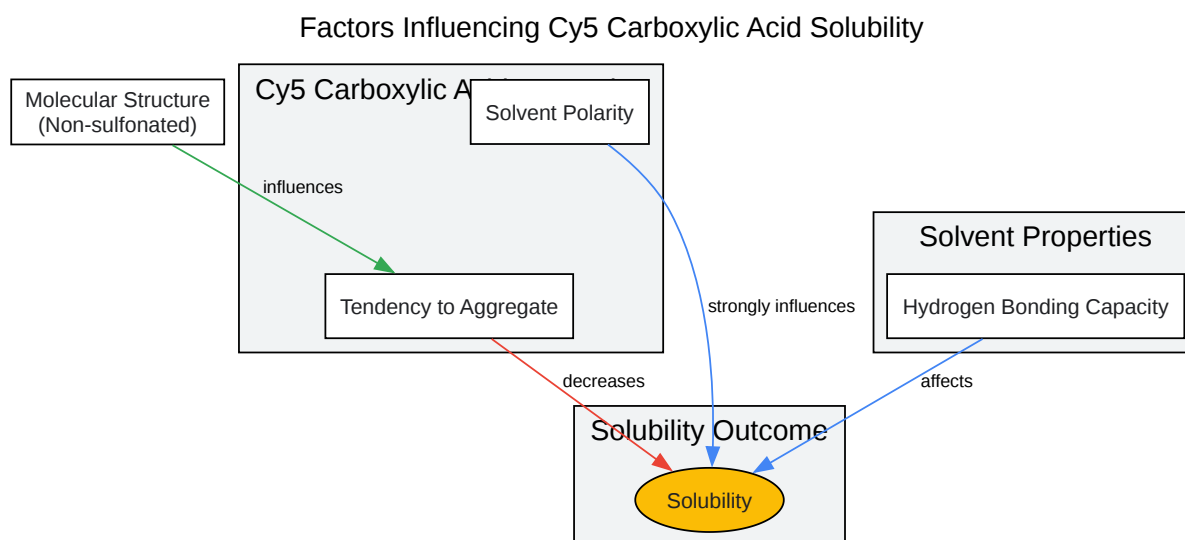 Factors Influencing Cy5 Carboxylic Acid Solubility
Cy5 Carboxylic
Molecular Structure
(Non-sulfonated)
Solvent Polarity
influences
Solvent Properties
Tendency to Aggregate
strongly influences
Hydrogen Bonding Capacity
decreases
affects
Solubility Outcome
Solubility